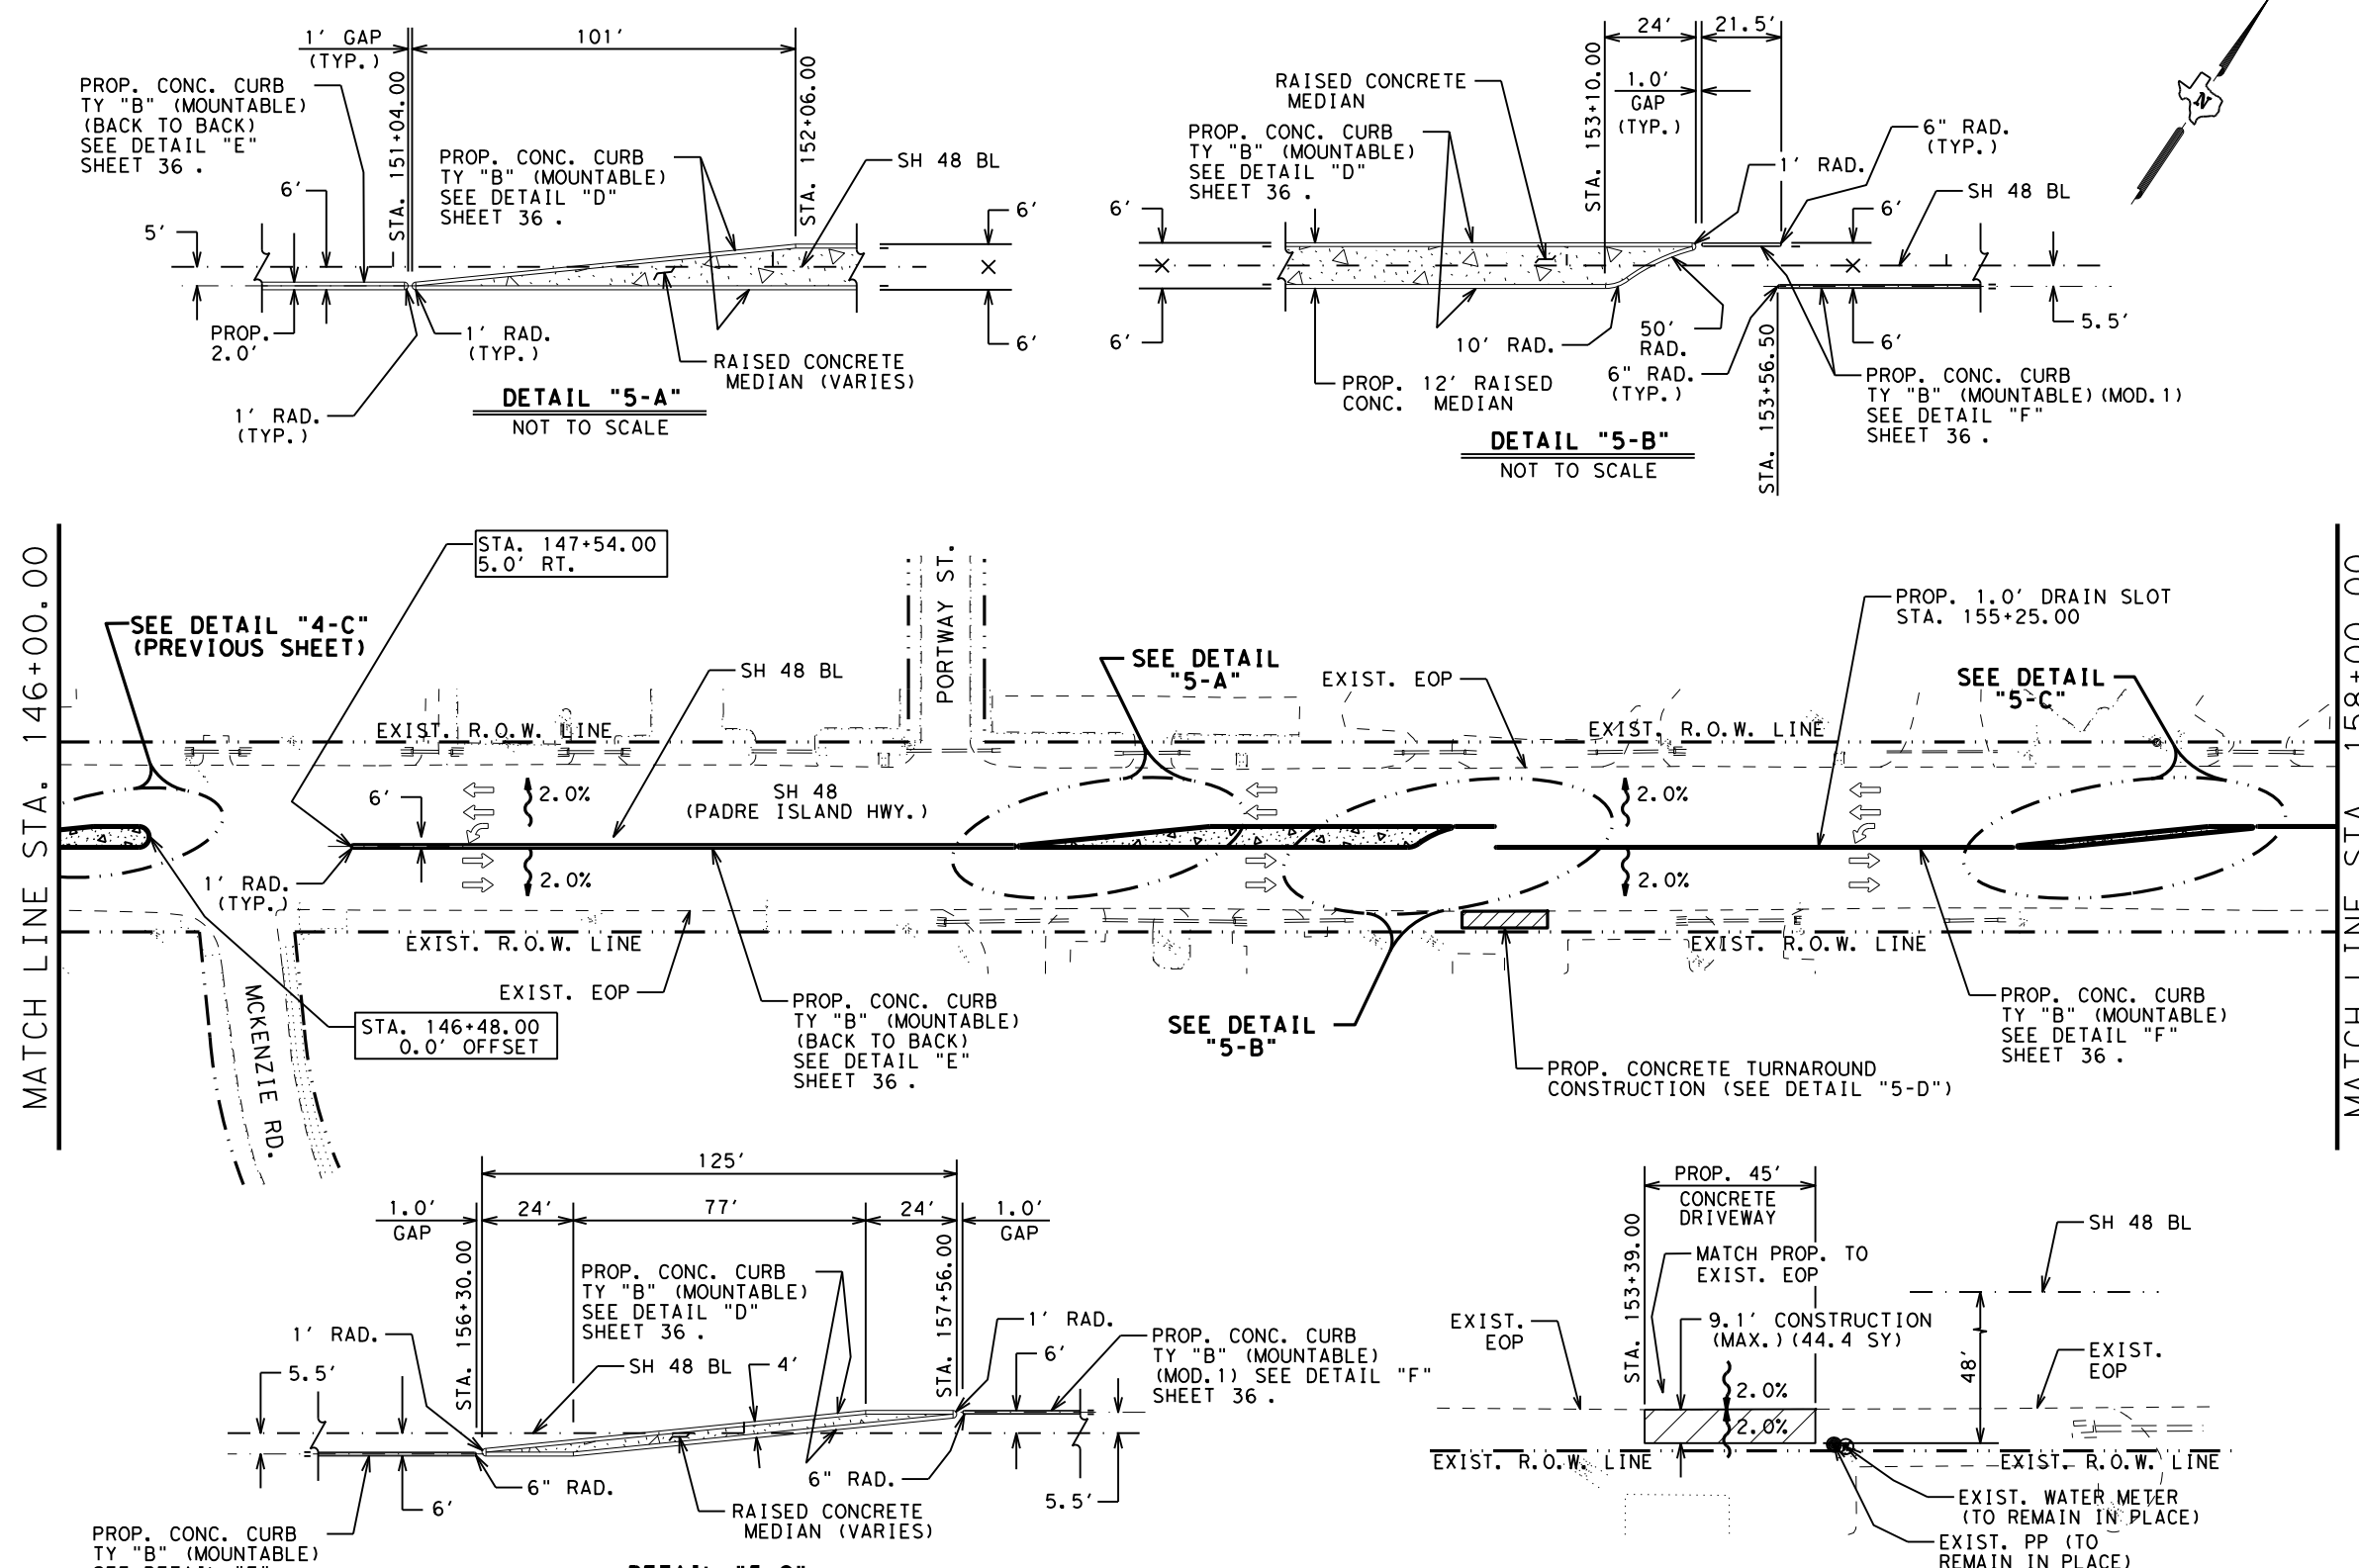 1' GAP
(TYP.)
101'
STA. 151+04.00
STA. 152+06.00
PROP. CONC. CURB
TY "B" (MOUNTABLE)
(BACK TO BACK)
SEE DETAIL "E"
SHEET 36 .
PROP. CONC. CURB
TY "B" (MOUNTABLE)
SEE DETAIL "D"
SHEET 36 .
SH 48 BL
6'
5'
6'
6'
PROP.
2.0'
1' RAD.
(TYP.)
1' RAD.
(TYP.)
RAISED CONCRETE
MEDIAN (VARIES)
DETAIL "5-A"
NOT TO SCALE
24'
21.5'
STA. 153+10.00
1.0'
GAP
(TYP.)
RAISED CONCRETE
MEDIAN
PROP. CONC. CURB
TY "B" (MOUNTABLE)
SEE DETAIL "D"
SHEET 36 .
6" RAD.
(TYP.)
1' RAD.
SH 48 BL
N
6'
6'
6'
6'
5.5'
10' RAD.
50'
RAD.
6" RAD.
(TYP.)
STA. 153+56.50
PROP. 12' RAISED
CONC. MEDIAN
PROP. CONC. CURB
TY "B" (MOUNTABLE) (MOD.1)
SEE DETAIL "F"
SHEET 36 .
DETAIL "5-B"
NOT TO SCALE
MATCH LINE STA. 146+00.00
STA. 147+54.00
5.0' RT.
SEE DETAIL "4-C"
(PREVIOUS SHEET)
SH 48 BL
PORTWAY ST.
SEE DETAIL
"5-A"
EXIST. EOP
PROP. 1.0' DRAIN SLOT
STA. 155+25.00
SEE DETAIL
"5-C"
MATCH LINE STA. 158+00.00
EXIST. R.O.W. LINE
EXIST. R.O.W. LINE
6'
2.0%
SH 48
(PADRE ISLAND HWY.)
2.0%
1' RAD.
(TYP.)
2.0%
2.0%
EXIST. R.O.W. LINE
EXIST. R.O.W. LINE
EXIST. EOP
MCKENZIE RD.
STA. 146+48.00
0.0' OFFSET
PROP. CONC. CURB
TY "B" (MOUNTABLE)
(BACK TO BACK)
SEE DETAIL "E"
SHEET 36 .
SEE DETAIL
"5-B"
PROP. CONCRETE TURNAROUND
CONSTRUCTION (SEE DETAIL "5-D")
PROP. CONC. CURB
TY "B" (MOUNTABLE)
SEE DETAIL "F"
SHEET 36 .
125'
1.0'
GAP
24'
77'
24'
1.0'
GAP
STA. 156+30.00
STA. 157+56.00
PROP. CONC. CURB
TY "B" (MOUNTABLE)
SEE DETAIL "D"
SHEET 36 .
1' RAD.
SH 48 BL
4'
1' RAD.
6'
PROP. CONC. CURB
TY "B" (MOUNTABLE)
(MOD.1) SEE DETAIL "F"
SHEET 36 .
5.5'
6'
6" RAD.
6" RAD.
5.5'
RAISED CONCRETE
MEDIAN (VARIES)
PROP. CONC. CURB
TY "B" (MOUNTABLE)
PROP. 45'
CONCRETE
DRIVEWAY
STA. 153+39.00
MATCH PROP. TO
EXIST. EOP
SH 48 BL
EXIST.
EOP
9.1' CONSTRUCTION
(MAX.) (44.4 SY)
48'
EXIST.
EOP
2.0%
2.0%
EXIST. R.O.W. LINE
EXIST. R.O.W. LINE
EXIST. WATER METER
(TO REMAIN IN PLACE)
EXIST. PP (TO
REMAIN IN PLACE)